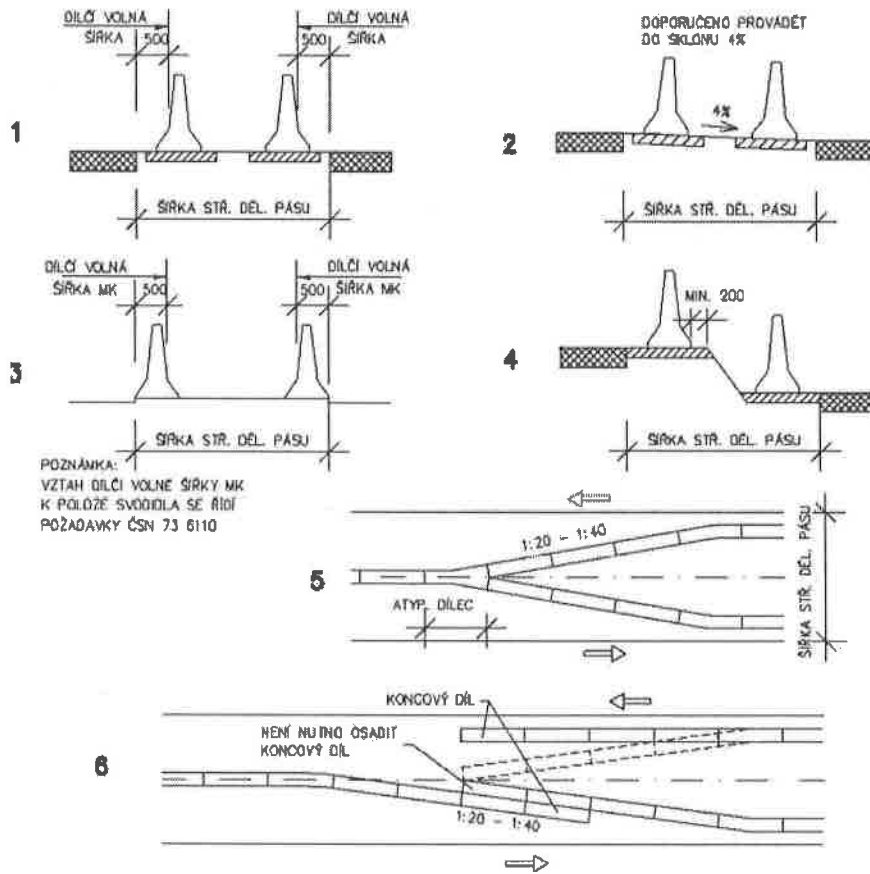 DÍLČÍ VOLNÁ
ŠÍŘKA
500
500
DÍLČÍ VOLNÁ
ŠÍŘKA
1
ŠÍŘKA STŘ. DĚL. PÁSU
DOPORUČENO PROVÁDĚT
DO SKLONU 4%
4%
2
ŠÍŘKA STŘ. DĚL. PÁSU
DÍLČÍ VOLNÁ
ŠÍŘKA MK
500
500
DÍLČÍ VOLNÁ
ŠÍŘKA MK
3
ŠÍŘKA STŘ. DĚL. PÁSU
MIN. 200
4
ŠÍŘKA STŘ. DĚL. PÁSU
POZNÁMKA:
VZTAH DÍLČÍ VOLNÉ ŠÍŘKY MK
K POLOZE SVODIDLA SE ŘÍDÍ
POŽADAVKY ČSN 73 6110
5
1:20 – 1:40
ATYP. DÍLEC
ŠÍŘKA STŘ. DĚL. PÁSU
6
KONCOVÝ DÍL
NENÍ NUTNO OSADIT
KONCOVÝ DÍL
1:20 – 1:40